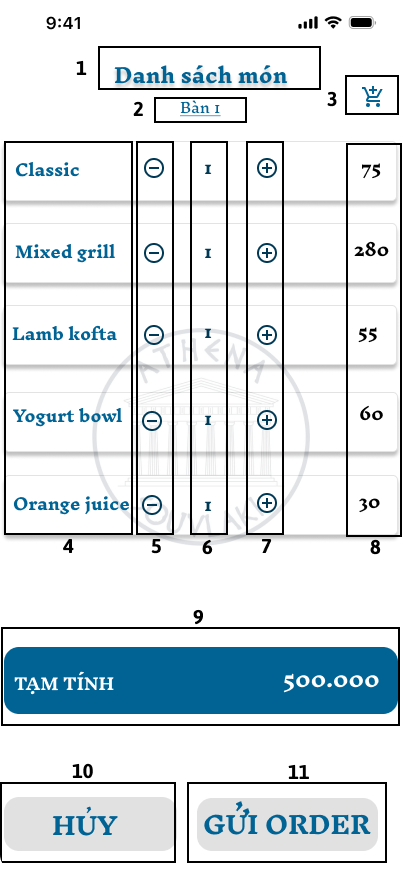 9:41
1 Danh sách món
2 Bàn 1
3
Classic 1 75
Mixed grill 1 280
Lamb kofta 1 55
ATHENA
Yogurt bowl 1 60
Orange juice 1 30
SOUVLAKI
4 5 6 7 8
9
TẠM TÍNH 500.000
10 11
HỦY GỬI ORDER